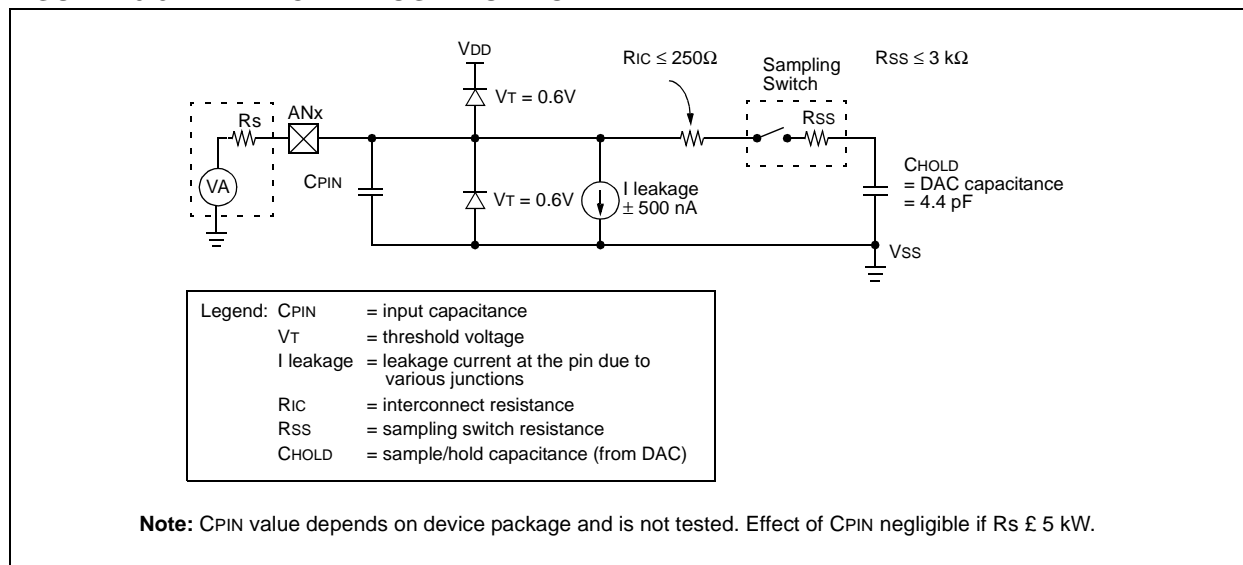 VDD
RIC ≤ 250Ω
Sampling
Switch
RSS ≤ 3 kΩ
VT = 0.6V
Rs
ANx
RSS
VA
CPIN
VT = 0.6V
I leakage
± 500 nA
CHOLD
= DAC capacitance
= 4.4 pF
VSS
Legend: CPIN = input capacitance
VT = threshold voltage
I leakage = leakage current at the pin due to
various junctions
RIC = interconnect resistance
RSS = sampling switch resistance
CHOLD = sample/hold capacitance (from DAC)
Note: CPIN value depends on device package and is not tested. Effect of CPIN negligible if Rs £ 5 kW.